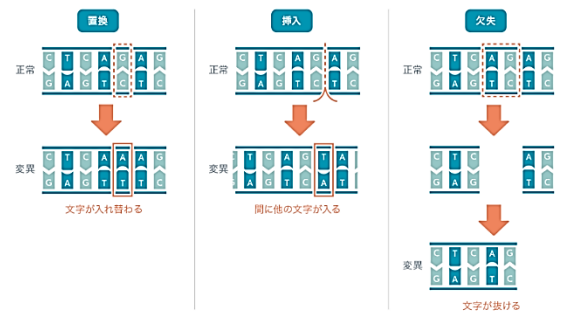 置換
正常
C T C A G A G
G A G T C T C
変異
C T C A A A G
G A G T T T C
文字が入れ替わる
挿入
正常
C T C A G A G
G A G T C T C
変異
T C A G T A
A G T C A T
間に他の文字が入る
欠失
正常
C T C A G A G
G A G T C T C
C T C A G
G A G T C
変異
C T C A G
G A G T C
文字が抜ける